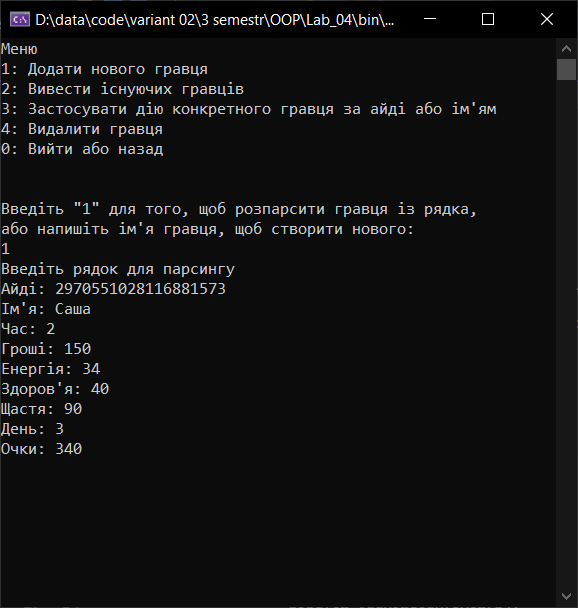 D:\data\code\variant 02\3 semestr\OOP\Lab_04\bin\...
Меню
1: Додати нового гравця
2: Вивести існуючих гравців
3: Застосувати дію конкретного гравця за айді або ім'ям
4: Видалити гравця
0: Вийти або назад
Введіть "1" для того, щоб розпарсити гравця із рядка,
або напишіть ім'я гравця, щоб створити нового:
1
Введіть рядок для парсингу
Айді: 2970551028116881573
Ім'я: Саша
Час: 2
Гроші: 150
Енергія: 34
Здоров'я: 40
Щастя: 90
День: 3
Очки: 340